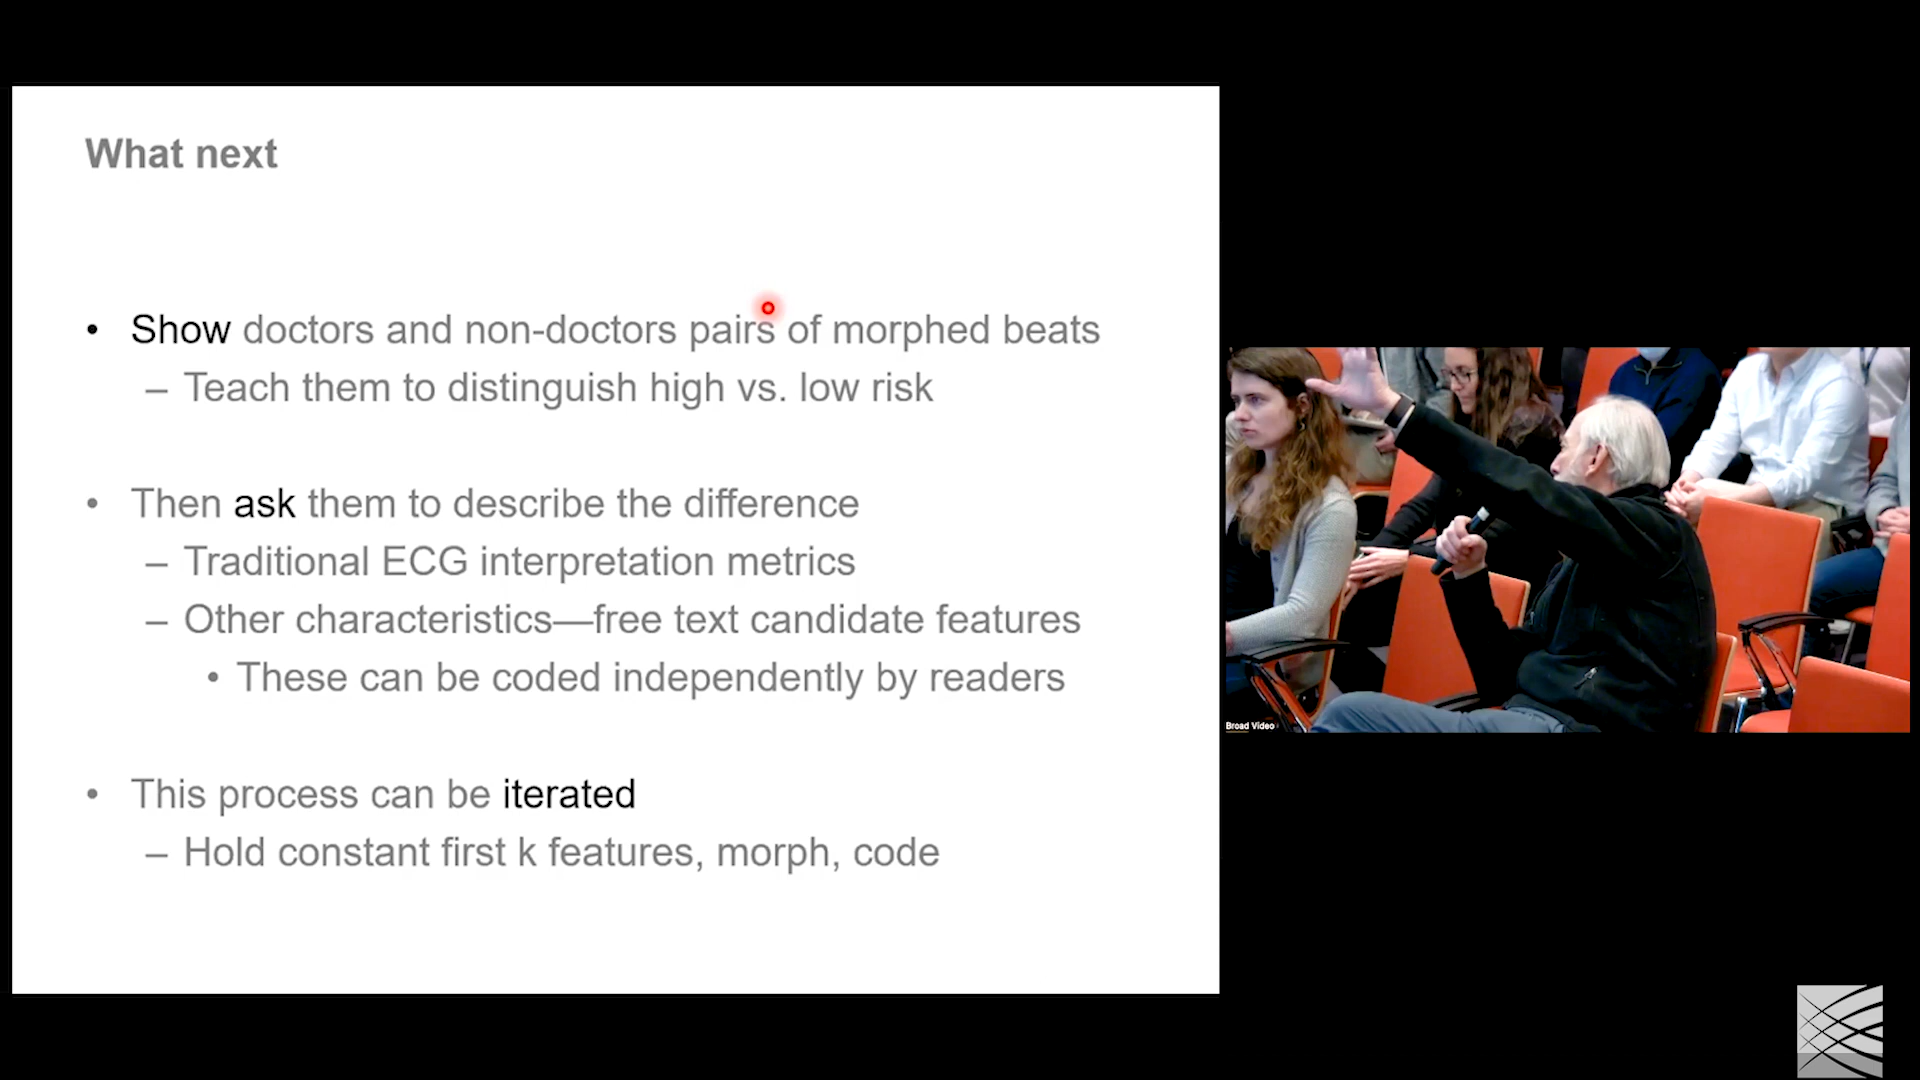 What next
• Show doctors and non-doctors pairs of morphed beats
– Teach them to distinguish high vs. low risk
• Then ask them to describe the difference
– Traditional ECG interpretation metrics
– Other characteristics—free text candidate features
• These can be coded independently by readers
• This process can be iterated
– Hold constant first k features, morph, code
Broad Video